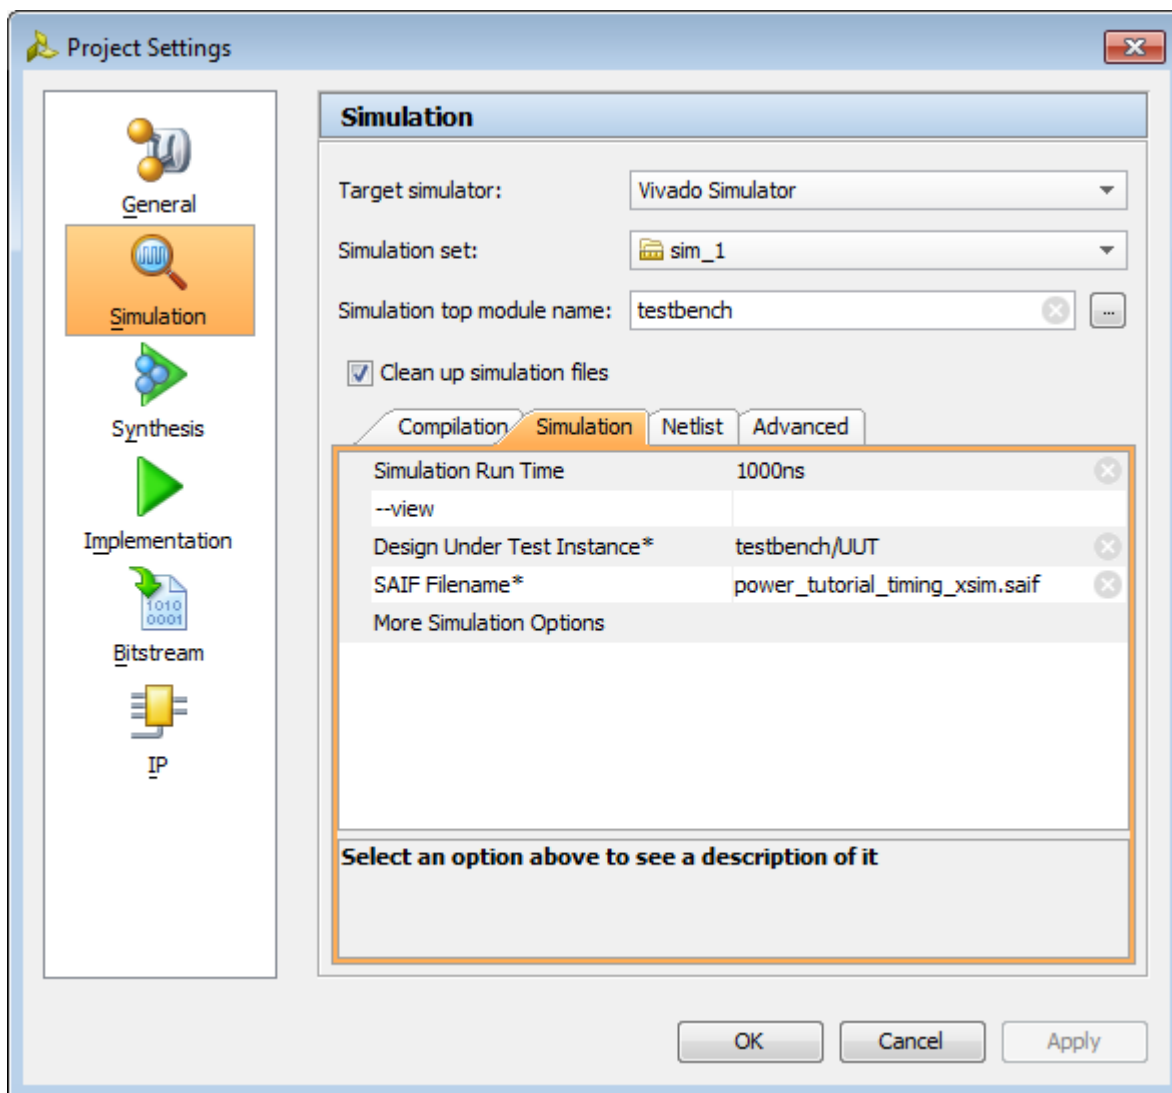 Project Settings
General
Simulation
Synthesis
Implementation
1010
0001
Bitstream
IP
Simulation
Target simulator: Vivado Simulator
Simulation set: sim_1
Simulation top module name: testbench ...
Clean up simulation files
Compilation Simulation Netlist Advanced
Simulation Run Time 1000ns
--view
Design Under Test Instance* testbench/UUT
SAIF Filename* power_tutorial_timing_xsim.saif
More Simulation Options
Select an option above to see a description of it
OK Cancel Apply